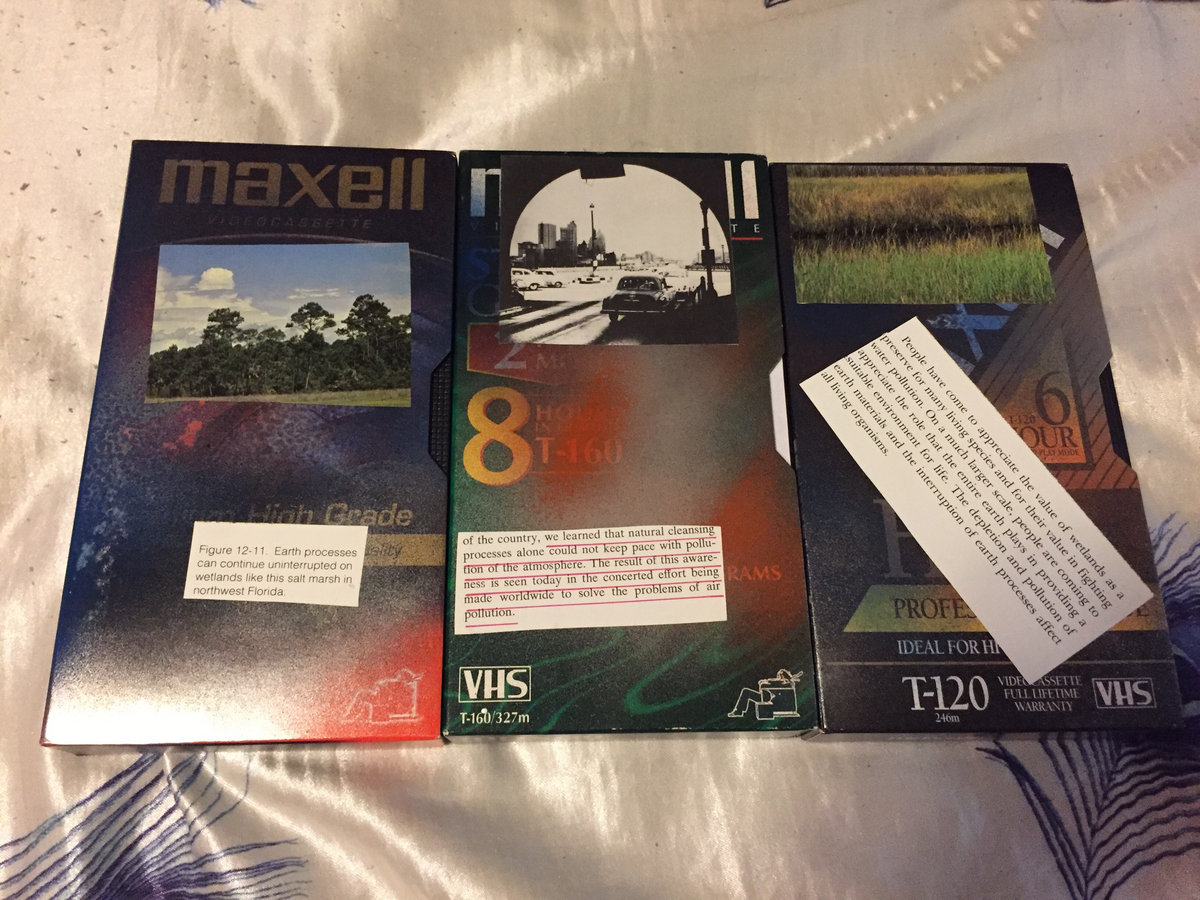 maxell
VIDEOCASSETTE
High Grade
Figure 12-11. Earth processes
can continue uninterrupted on
wetlands like this salt marsh in
northwest Florida.
8
T-160
of the country, we learned that natural cleansing
processes alone could not keep pace with pollu-
tion of the atmosphere. The result of this aware-
ness is seen today in the concerted effort being
made worldwide to solve the problems of air
pollution.
VHS
T-160/327m
6
People have come to appreciate the value of wetlands as a
preserve for many living species and for their value in fighting
water pollution. On a much larger scale, people are coming to
appreciate the role that the entire earth plays in providing a
suitable environment for life. The depletion and pollution of
earth materials and the interruption of earth processes affect
all living organisms.
IDEAL FOR
T-120
246m
VIDEOCASSETTE
FULL LIFETIME
WARRANTY
VHS